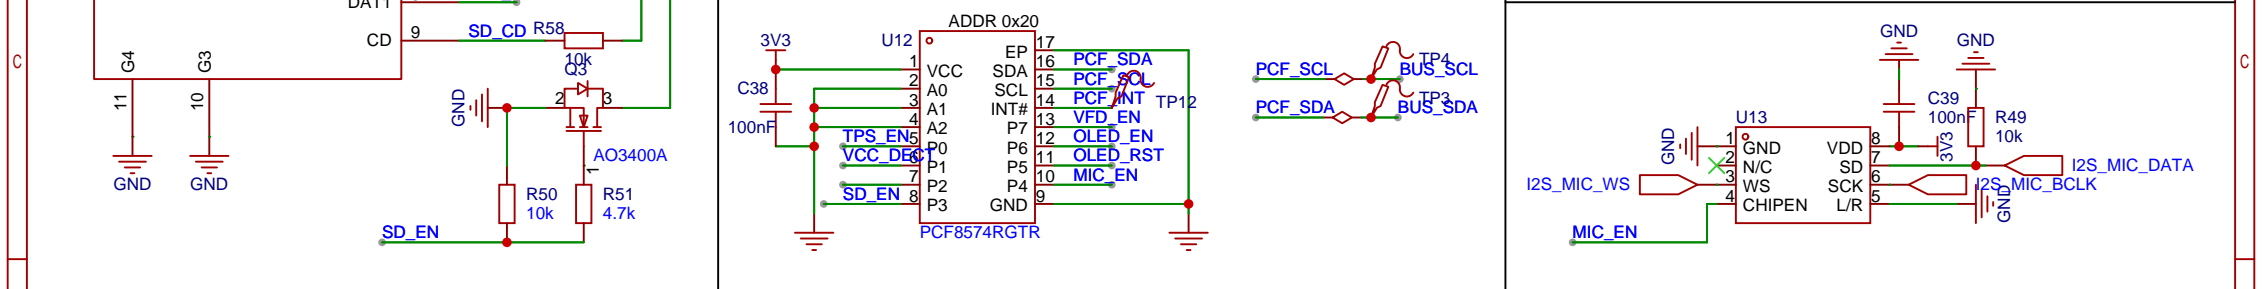 C
DAT1
CD
9
SD_CD
R58
10k
G4
G3
11
10
GND
GND
Q3
GND
2
3
1
AO3400A
R50
10k
R51
4.7k
SD_EN
ADDR 0x20
U12
3V3
C38
100nF
TPS_EN
VCC_DECT
SD_EN
1
2
3
4
5
6
7
8
VCC
A0
A1
A2
P0
P1
P2
P3
EP
SDA
SCL
INT#
P7
P6
P5
P4
GND
17
16
15
14
13
12
11
10
9
PCF_SDA
PCF_SCL
PCF_INT
VFD_EN
OLED_EN
OLED_RST
MIC_EN
TP12
PCF8574RGTR
PCF_SCL
TP4
BUS_SCL
PCF_SDA
TP3
BUS_SDA
GND
GND
C39
100nF
R49
10k
U13
GND
1
2
3
4
GND
N/C
WS
CHIPEN
VDD
SD
SCK
L/R
8
7
6
5
3V3
I2S_MIC_DATA
I2S_MIC_WS
I2S_MIC_BCLK
GND
MIC_EN
C